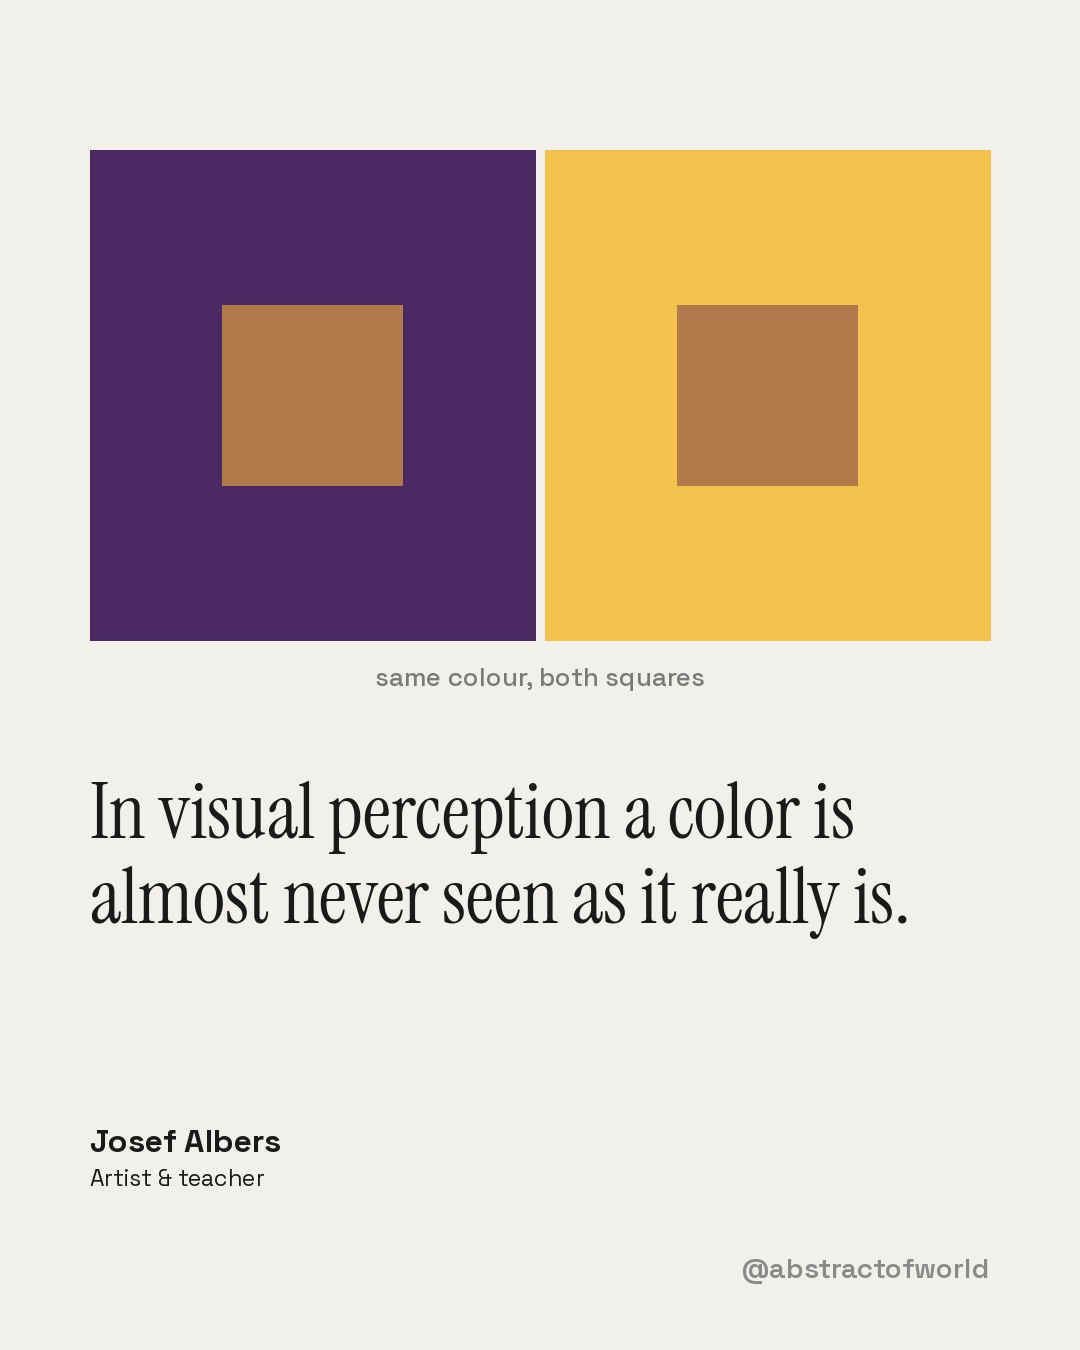 same colour, both squares
In visual perception a color is
almost never seen as it really is.
Josef Albers
Artist & teacher
@abstractofworld